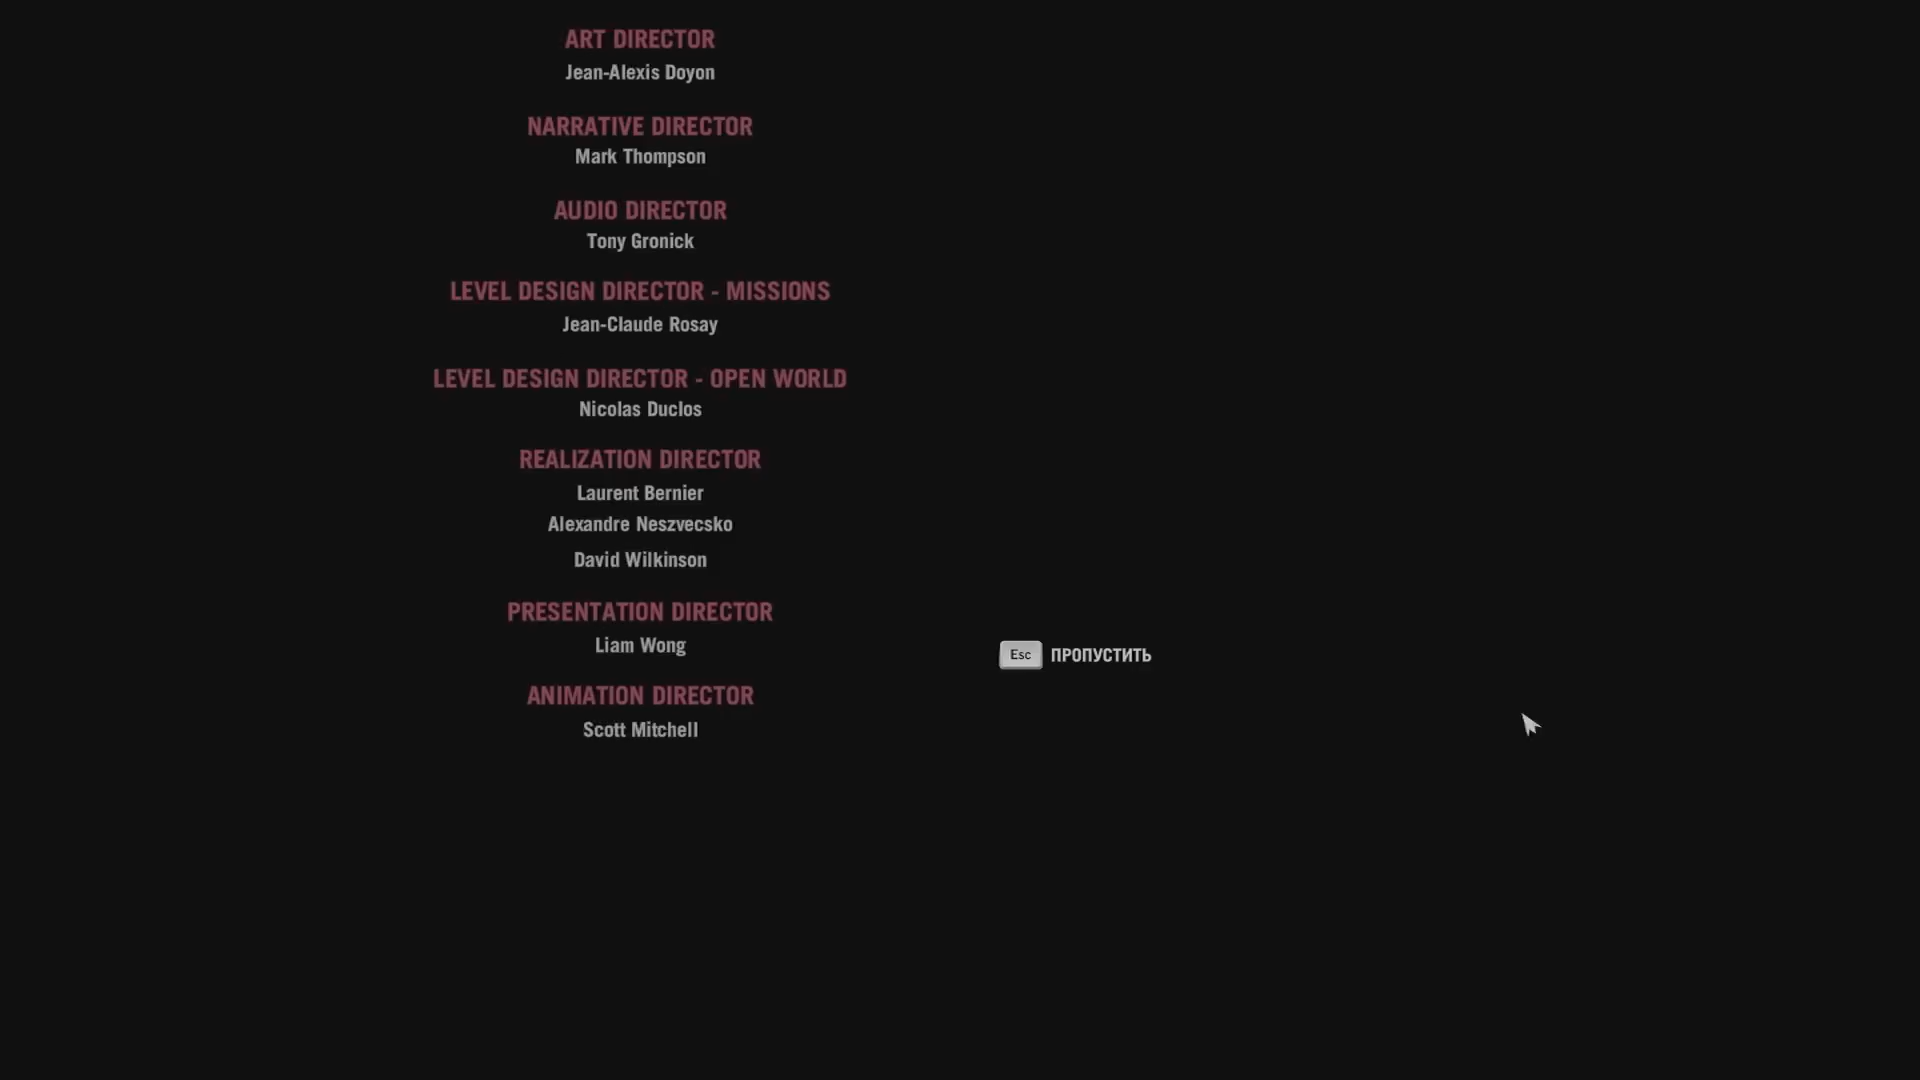 ART DIRECTOR
Jean-Alexis Doyon
NARRATIVE DIRECTOR
Mark Thompson
AUDIO DIRECTOR
Tony Gronick
LEVEL DESIGN DIRECTOR - MISSIONS
Jean-Claude Rosay
LEVEL DESIGN DIRECTOR - OPEN WORLD
Nicolas Duclos
REALIZATION DIRECTOR
Laurent Bernier
Alexandre Neszvecsko
David Wilkinson
PRESENTATION DIRECTOR
Liam Wong
Esc ПРОПУСТИТЬ
ANIMATION DIRECTOR
Scott Mitchell